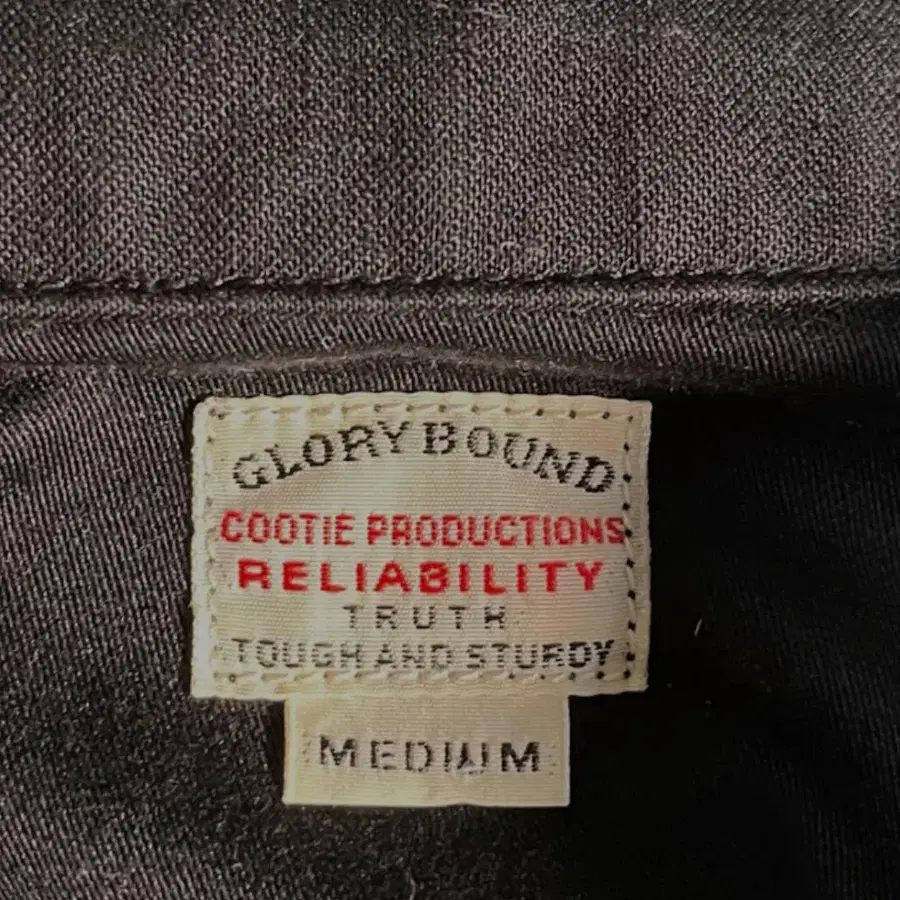 GLORY BOUND
COOTIE PRODUCTIONS
RELIABILITY
TRUTH
TOUGH AND STURDY
MEDIUM